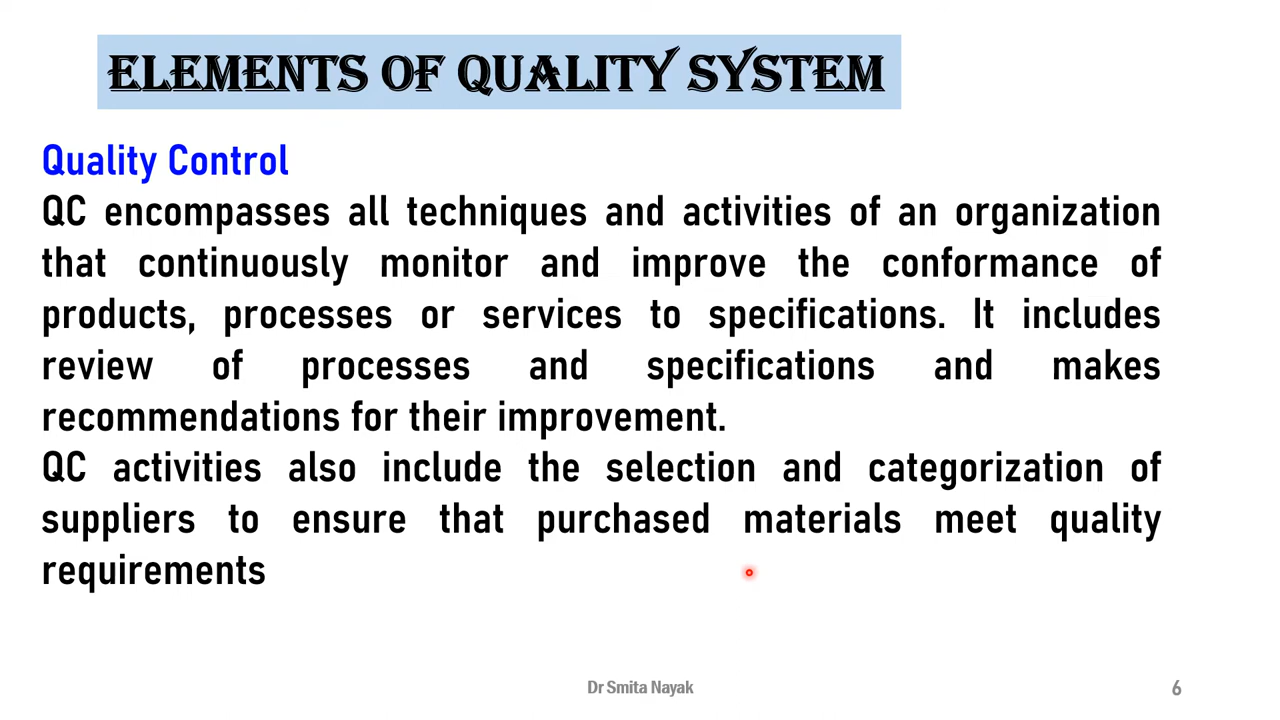 ELEMENTS OF QUALITY SYSTEM
Quality Control
QC encompasses all techniques and activities of an organization
that continuously monitor and improve the conformance of
products, processes or services to specifications. It includes
review of processes and specifications and makes
recommendations for their improvement.
QC activities also include the selection and categorization of
suppliers to ensure that purchased materials meet quality
requirements
Dr Smita Nayak
6